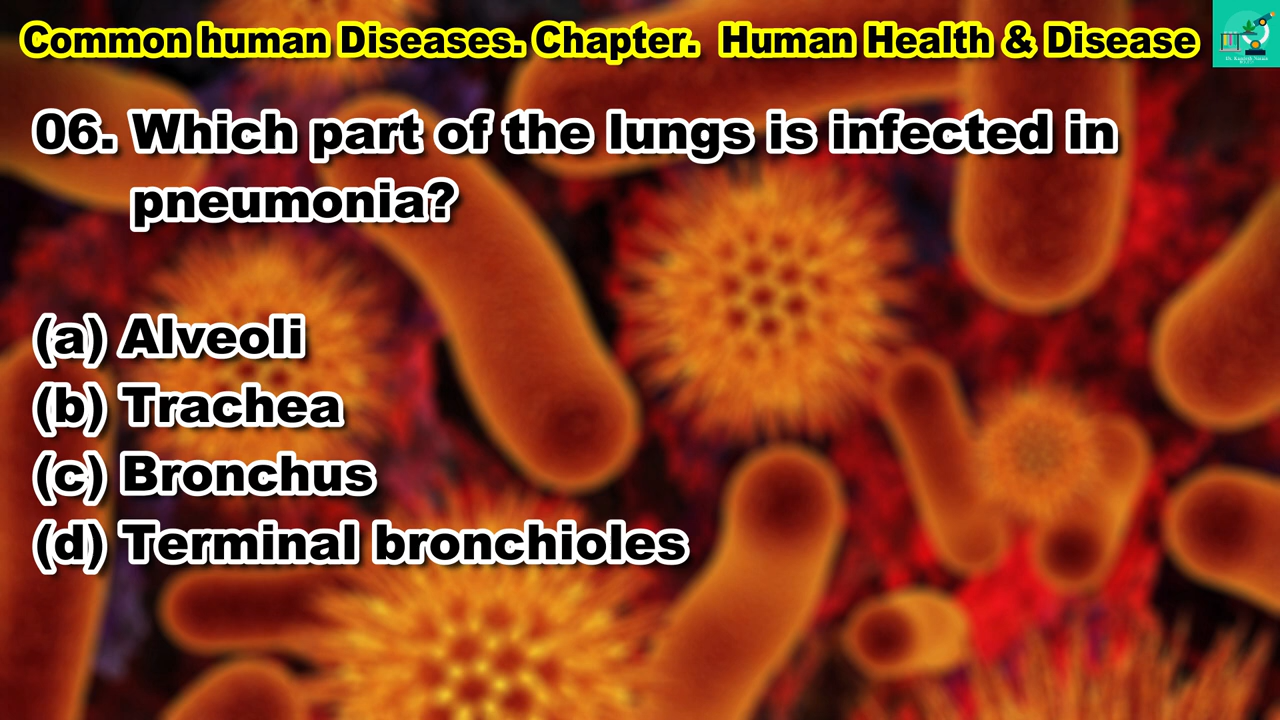 Common human Diseases. Chapter. Human Health & Disease
06. Which part of the lungs is infected in
pneumonia?
(a) Alveoli
(b) Trachea
(c) Bronchus
(d) Terminal bronchioles